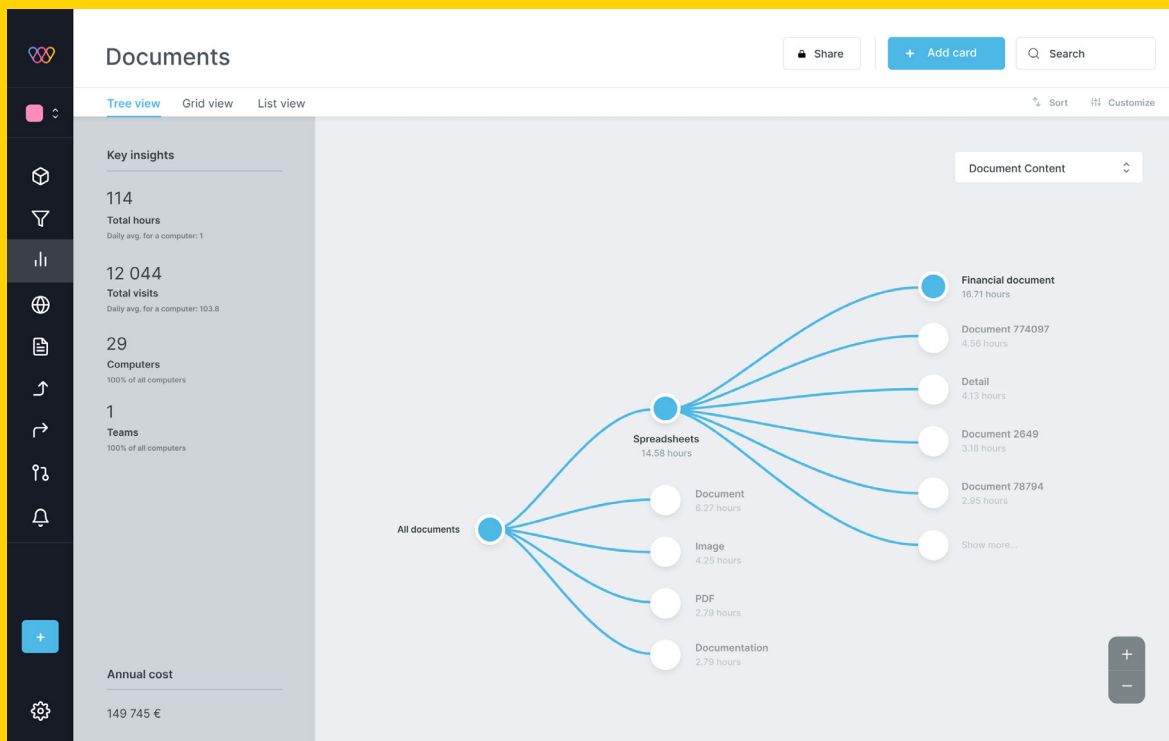 Documents
Share
+ Add card
Search
Tree view
Grid view
List view
Sort
Customize
Key insights
114
Total hours
Daily avg. for a computer: 1
12 044
Total visits
Daily avg. for a computer: 103.8
29
Computers
100% of all computers
1
Teams
100% of all computers
Annual cost
149 745 €
Document Content
All documents
Spreadsheets
14.58 hours
Document
6.27 hours
Image
4.25 hours
PDF
2.79 hours
Documentation
2.79 hours
Financial document
16.71 hours
Document 774097
4.56 hours
Detail
4.13 hours
Document 2649
3.18 hours
Document 78794
2.95 hours
Show more...